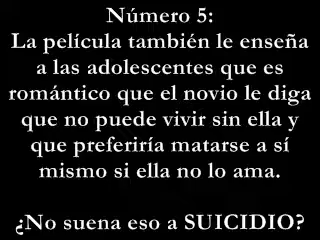 Número 5:
La película también le enseña
a las adolescentes que es
romántico que el novio le diga
que no puede vivir sin ella y
que preferiría matarse a sí
mismo si ella no lo ama.
¿No suena eso a SUICIDIO?